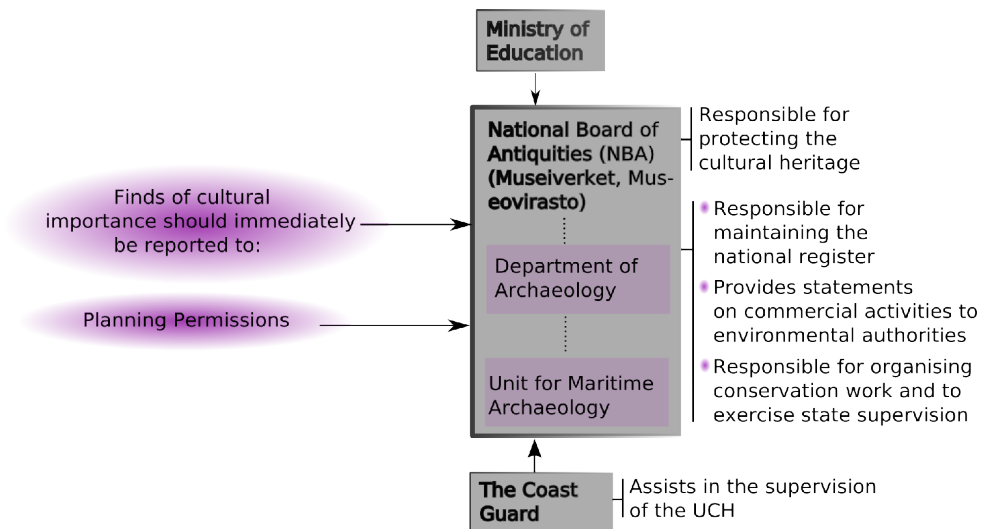 Ministry of
Education
National Board of
Antiquities (NBA)
(Museiverket, Mus-
eovirasto)
Responsible for
protecting the
cultural heritage
Finds of cultural
importance should immediately
be reported to:
Department of
Archaeology
Responsible for
maintaining the
national register
Provides statements
on commercial activities to
environmental authorities
Planning Permissions
Unit for Maritime
Archaeology
Responsible for organising
conservation work and to
exercise state supervision
The Coast
Guard
Assists in the supervision
of the UCH